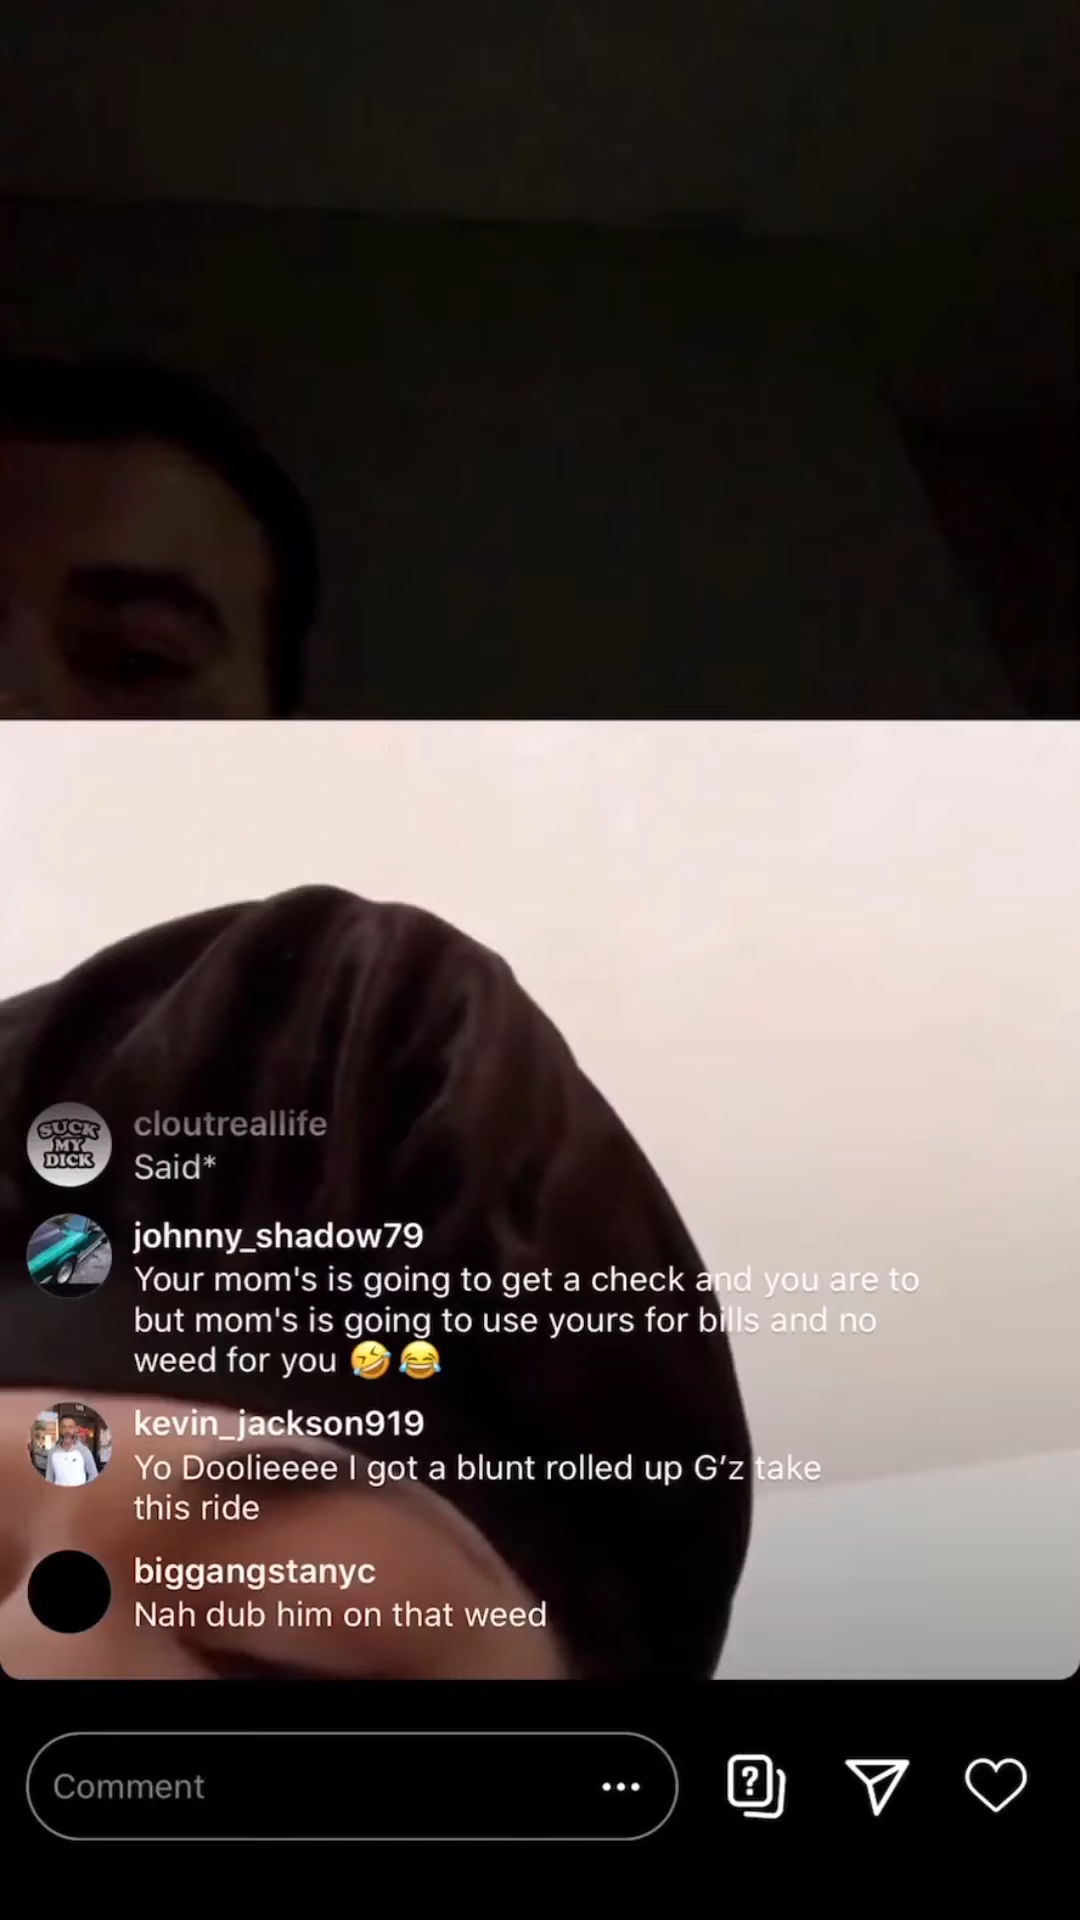 SUCK
MY
DICK
cloutreallife
Said*
johnny_shadow79
Your mom's is going to get a check and you are to
but mom's is going to use yours for bills and no
weed for you 🤣😂
kevin_jackson919
Yo Doolieeee I got a blunt rolled up G’z take
this ride
biggangstanyc
Nah dub him on that weed
Comment